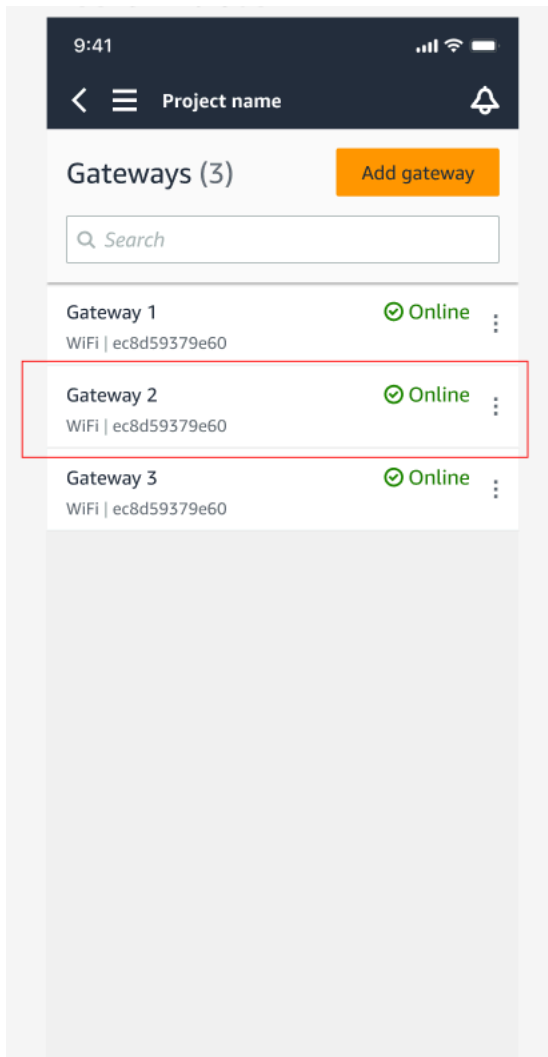 9:41
Project name
Gateways (3)
Add gateway
Search
Gateway 1
Online
WiFi | ec8d59379e60
Gateway 2
Online
WiFi | ec8d59379e60
Gateway 3
Online
WiFi | ec8d59379e60